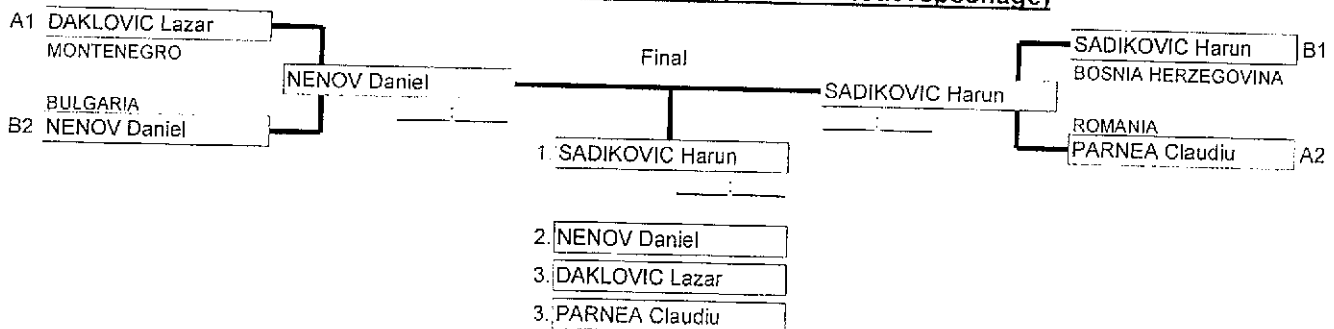 A1 DAKLOVIC Lazar
MONTENEGRO
BULGARIA
B2 NENOV Daniel
NENOV Daniel
:
Final
1. SADIKOVIC Harun
:
2. NENOV Daniel
3. DAKLOVIC Lazar
3. PARNEA Claudiu
SADIKOVIC Harun
:
SADIKOVIC Harun B1
BOSNIA HERZEGOVINA
ROMANIA
PARNEA Claudiu A2